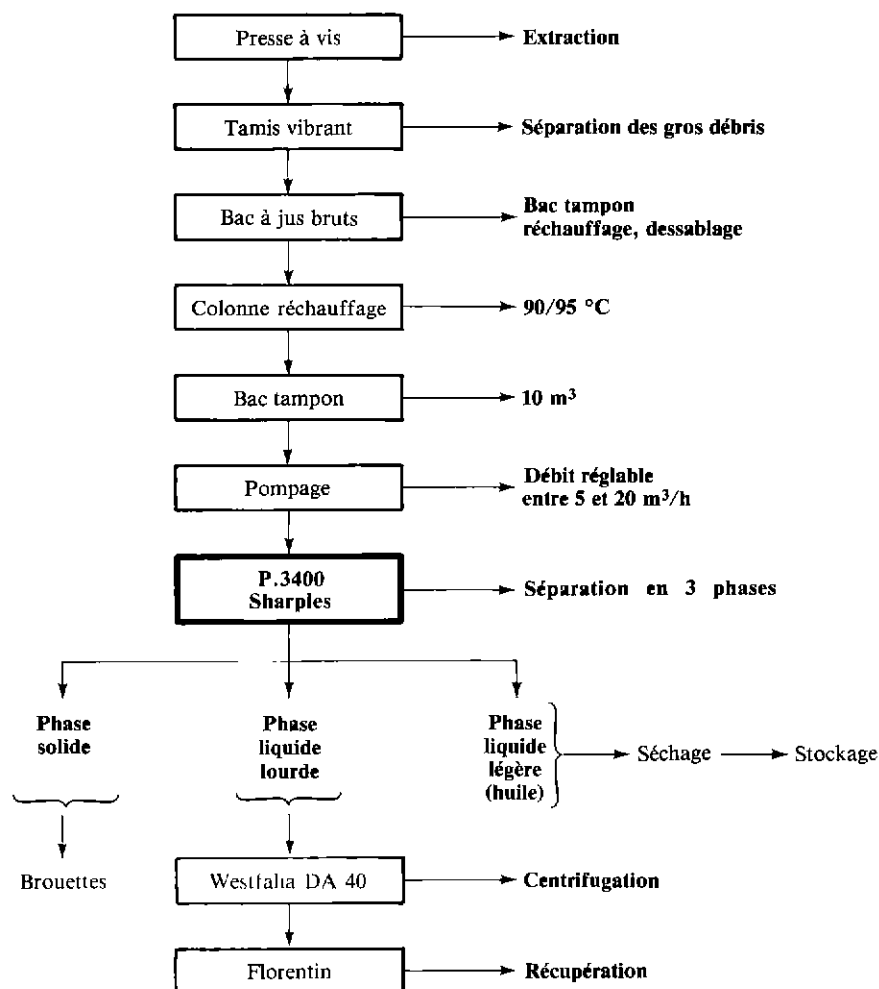 Presse à vis
Extraction
Tamis vibrant
Séparation des gros débris
Bac à jus bruts
Bac tampon
réchauffage, dessablage
Colonne réchauffage
90/95 °C
Bac tampon
10 m³
Pompage
Débit réglable
entre 5 et 20 m³/h
P.3400
Sharples
Séparation en 3 phases
Phase
solide
Phase
liquide
lourde
Phase
liquide
légère
(huile)
Séchage
Stockage
Brouettes
Westfalia DA 40
Centrifugation
Florentin
Récupération